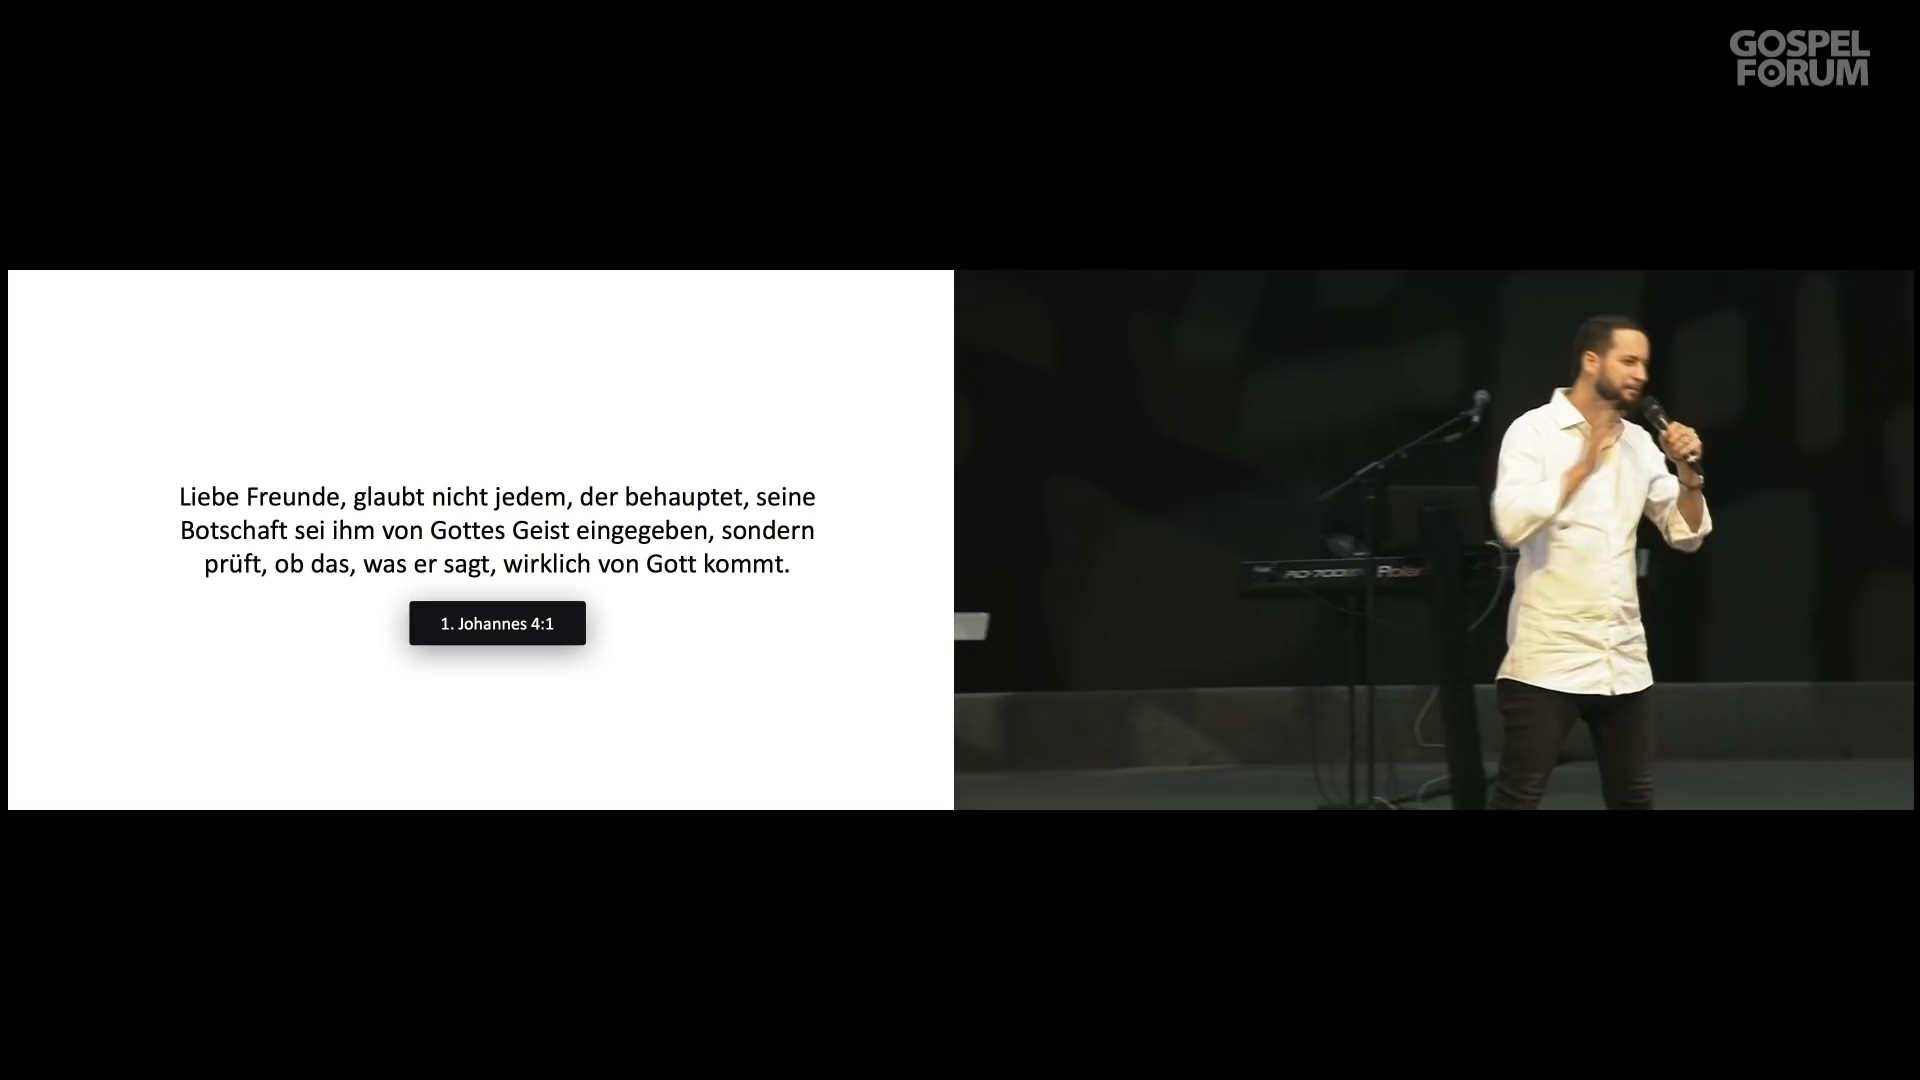 GOSPEL
FORUM
Liebe Freunde, glaubt nicht jedem, der behauptet, seine
Botschaft sei ihm von Gottes Geist eingegeben, sondern
prüft, ob das, was er sagt, wirklich von Gott kommt.
1. Johannes 4:1
Roland